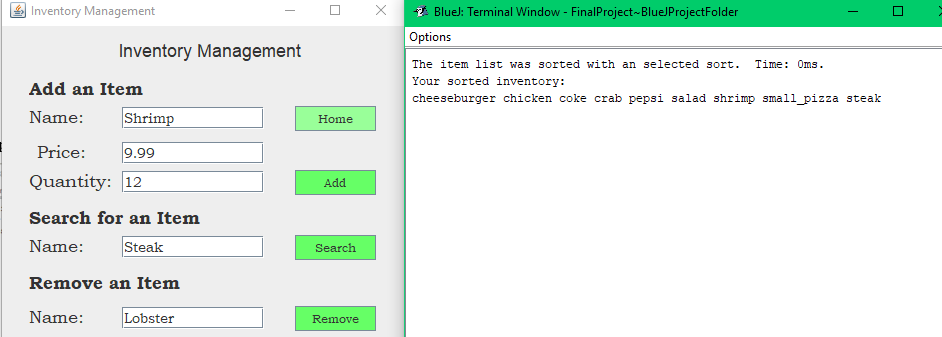 Inventory Management
Inventory Management
Add an Item
Name: Shrimp Home
Price: 9.99
Quantity: 12 Add
Search for an Item
Name: Steak Search
Remove an Item
Name: Lobster Remove
BlueJ: Terminal Window - FinalProject~BlueJProjectFolder
Options
The item list was sorted with an selected sort. Time: 0ms.
Your sorted inventory:
cheeseburger chicken coke crab pepsi salad shrimp small_pizza steak